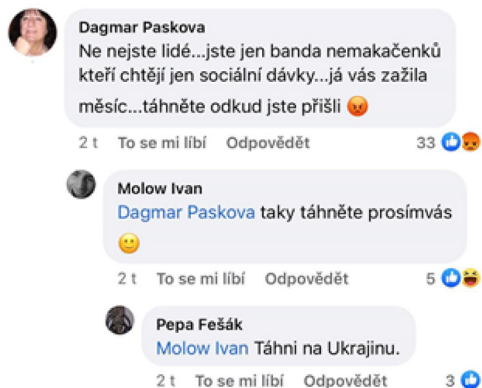 Dagmar Paskova
Ne nejste lidé...jste jen banda nemakačenků
kteří chtějí jen sociální dávky...já vás zažila
měsíc...táhněte odkud jste přišli 😡
2 t To se mi líbí Odpovědět 33
Molow Ivan
Dagmar Paskova taky táhněte prosímvás
🙂
2 t To se mi líbí Odpovědět 5
Pepa Fešák
Molow Ivan Táhni na Ukrajinu.
2 t To se mi líbí Odpovědět 3